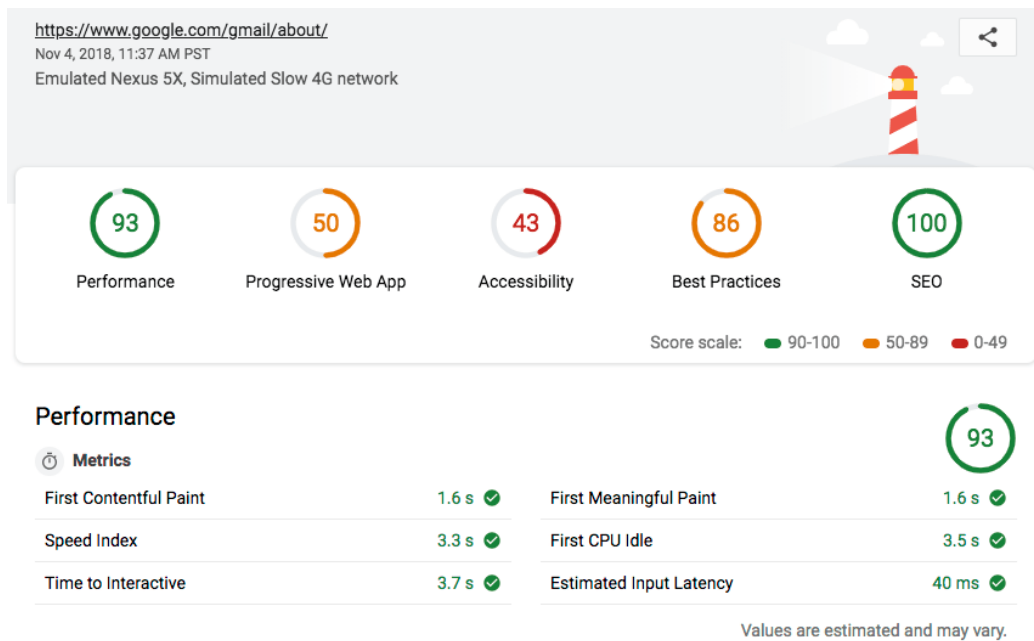 https://www.google.com/gmail/about/
Nov 4, 2018, 11:37 AM PST
Emulated Nexus 5X, Simulated Slow 4G network
93 50 43 86 100
Performance Progressive Web App Accessibility Best Practices SEO
Score scale: 90-100 50-89 0-49
Performance
93
Metrics
First Contentful Paint 1.6 s First Meaningful Paint 1.6 s
Speed Index 3.3 s First CPU Idle 3.5 s
Time to Interactive 3.7 s Estimated Input Latency 40 ms
Values are estimated and may vary.